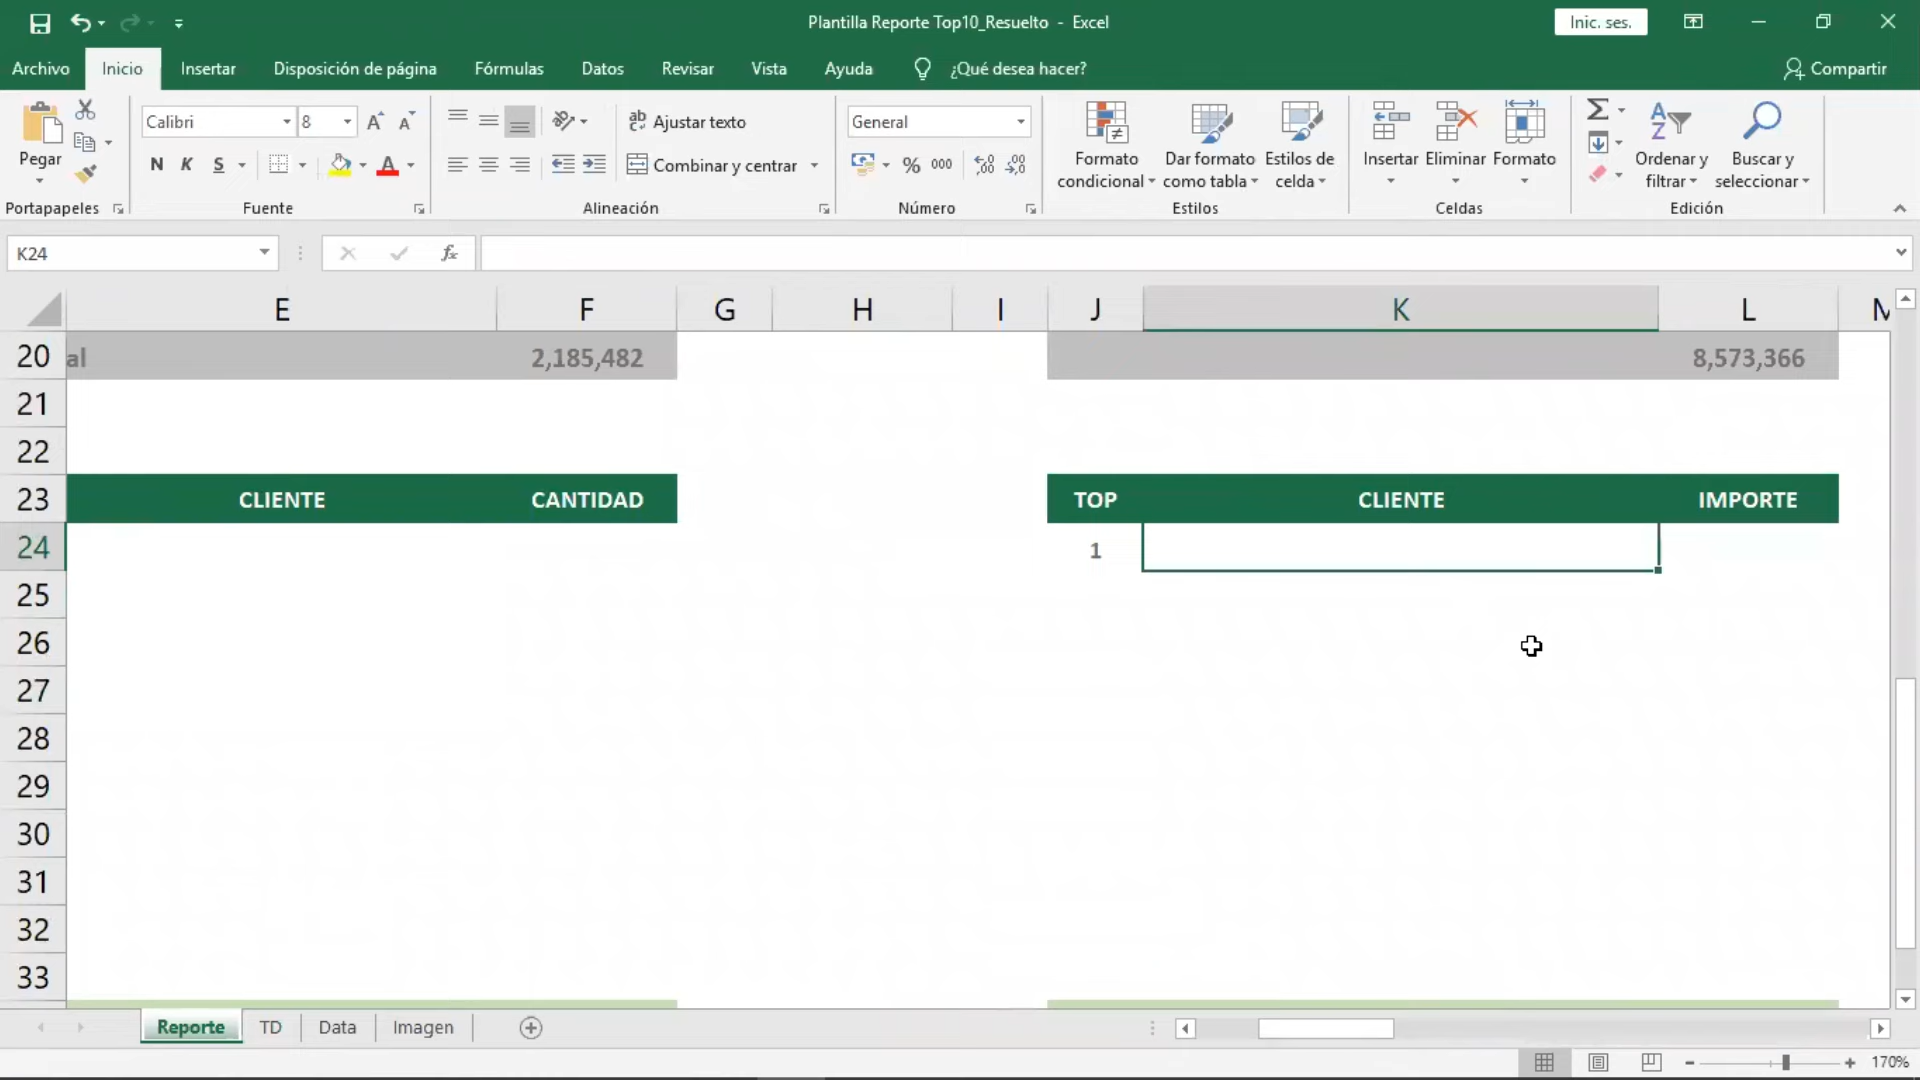 Plantilla Reporte Top10_Resuelto - Excel
Inic. ses.
Archivo Inicio Insertar Disposición de página Fórmulas Datos Revisar Vista Ayuda ¿Qué desea hacer? Compartir
Pegar
Calibri 8
N K S A
ab Ajustar texto
Combinar y centrar
General
% 000
Formato condicional
Dar formato como tabla
Estilos de celda
Insertar Eliminar Formato
Ordenar y filtrar
Buscar y seleccionar
Portapapeles Fuente Alineación Número Estilos Celdas Edición
K24 fx
E F G H I J K L M
20 al 2,185,482 8,573,366
21
22
23 CLIENTE CANTIDAD TOP CLIENTE IMPORTE
24 1
25
26
27
28
29
30
31
32
33
Reporte TD Data Imagen
170%